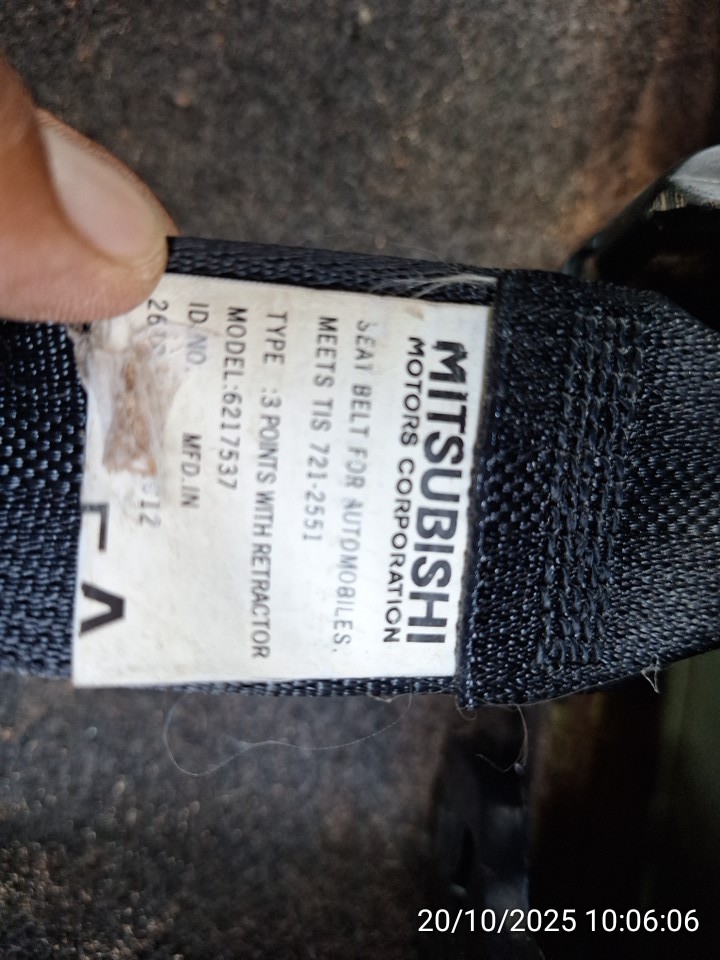 MITSUBISHI
MOTORS CORPORATION
SEAT BELT FOR AUTOMOBILES.
MEETS TIS 721-2551
TYPE :3 POINTS WITH RETRACTOR
MODEL:6217537
ID.NO. MFD.IN
20/10/2025 10:06:06